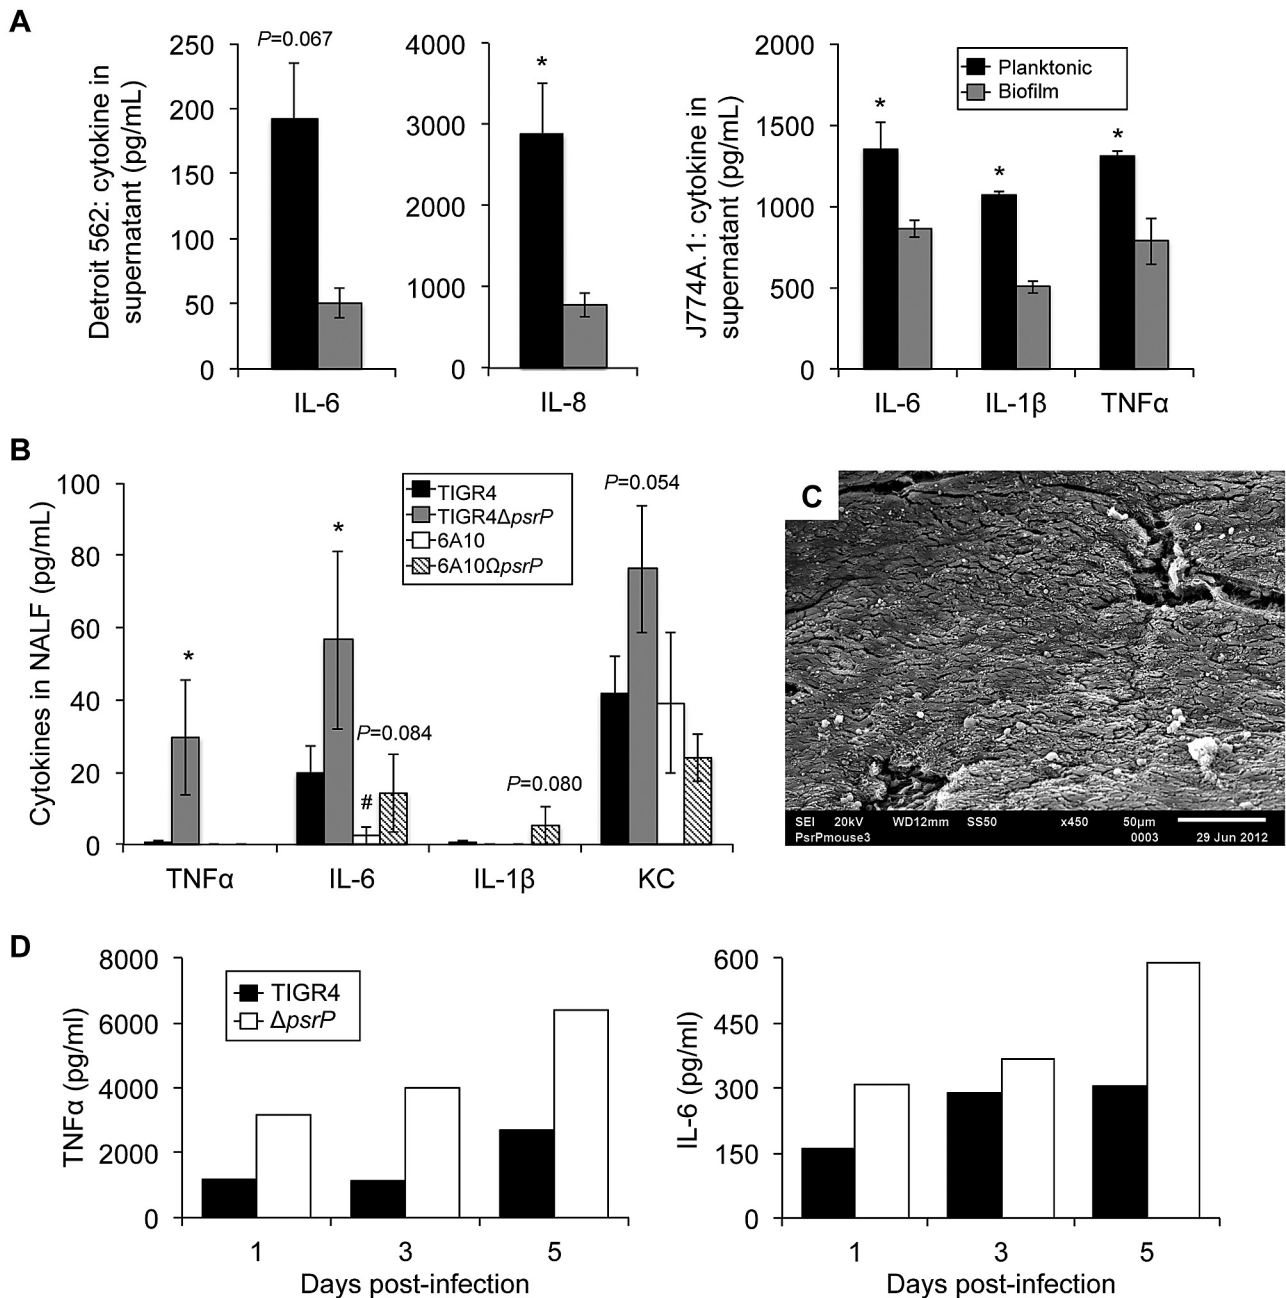 A
Detroit 562: cytokine in
supernatant (pg/mL)
250
200
150
100
50
0
P=0.067
IL-6
4000
3000
2000
1000
0
*
IL-8
J774A.1: cytokine in
supernatant (pg/mL)
2000
1500
1000
500
0
Planktonic
Biofilm
*
*
*
IL-6
IL-1β
TNFα
B
Cytokines in NALF (pg/mL)
100
80
60
40
20
0
TIGR4
TIGR4ΔpsrP
6A10
6A10ΩpsrP
*
*
P=0.084
#
P=0.080
P=0.054
TNFα
IL-6
IL-1β
KC
C
SEI 20kV WD12mm SS50 x450 50µm
PsrPmouse3 0003 29 Jun 2012
D
TNFα (pg/ml)
8000
6000
4000
2000
0
TIGR4
ΔpsrP
1 3 5
Days post-infection
IL-6 (pg/ml)
600
450
300
150
0
1 3 5
Days post-infection